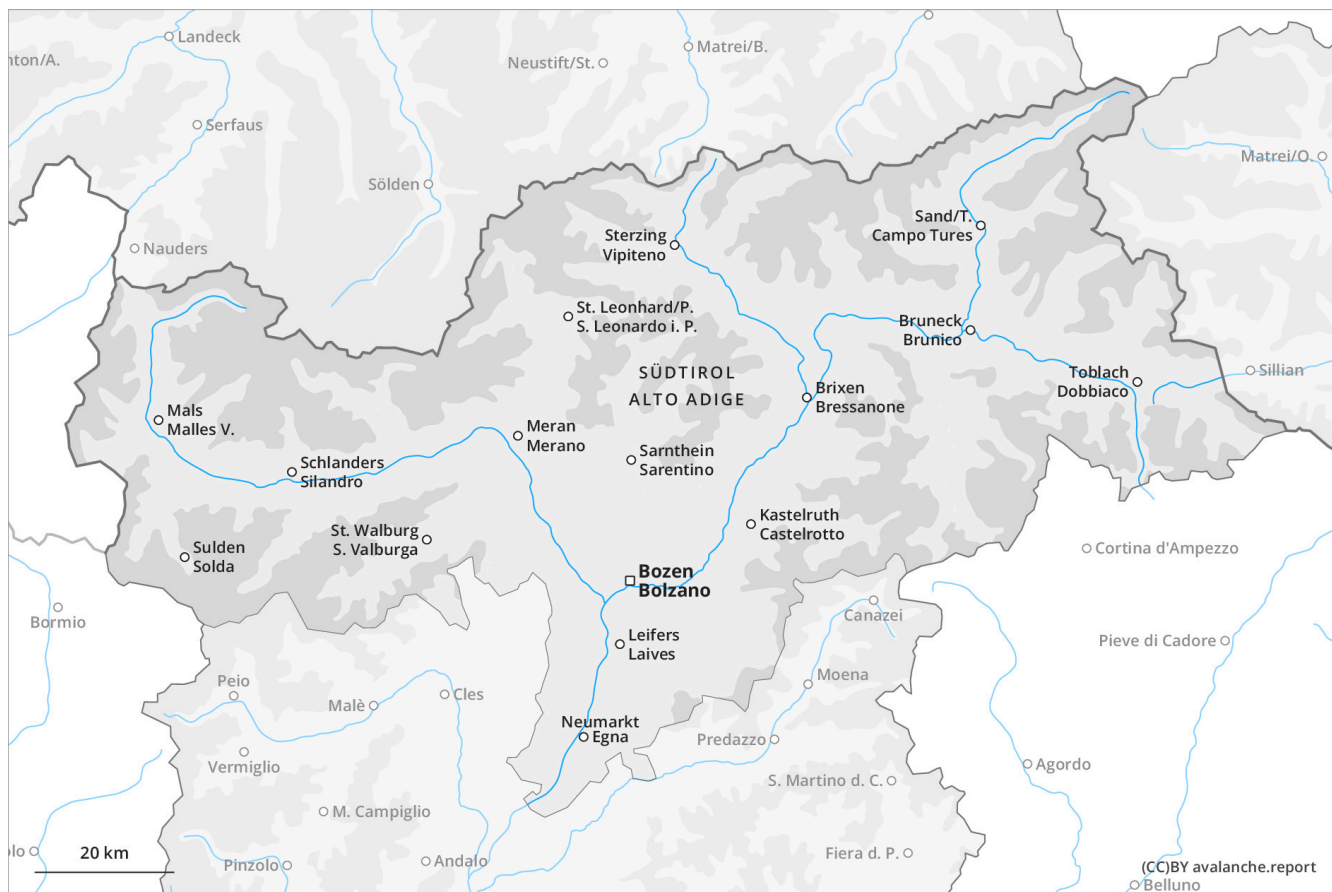 Landeck
nton/A.
Neustift/St.
Matrei/B.
Serfaus
Matrei/O.
Sölden
Nauders
Sterzing
Vipiteno
Sand/T.
Campo Tures
St. Leonhard/P.
S. Leonardo i. P.
Bruneck
Brunico
SÜDTIROL
ALTO ADIGE
Toblach
Dobbiaco
Sillian
Brixen
Bressanone
Mals
Malles V.
Meran
Merano
Schlanders
Silandro
Sarnthein
Sarentino
St. Walburg
S. Valburga
Kastelruth
Castelrotto
Sulden
Solda
Cortina d'Ampezzo
Bozen
Bolzano
Bormio
Canazei
Leifers
Laives
Pieve di Cadore
Peio
Malè
Cles
Moena
Neumarkt
Egna
Predazzo
Vermiglio
Agordo
S. Martino d. C.
M. Campiglio
20 km
olo
Pinzolo
Andalo
Fiera d. P.
(CC)BY avalanche.report
Belluno